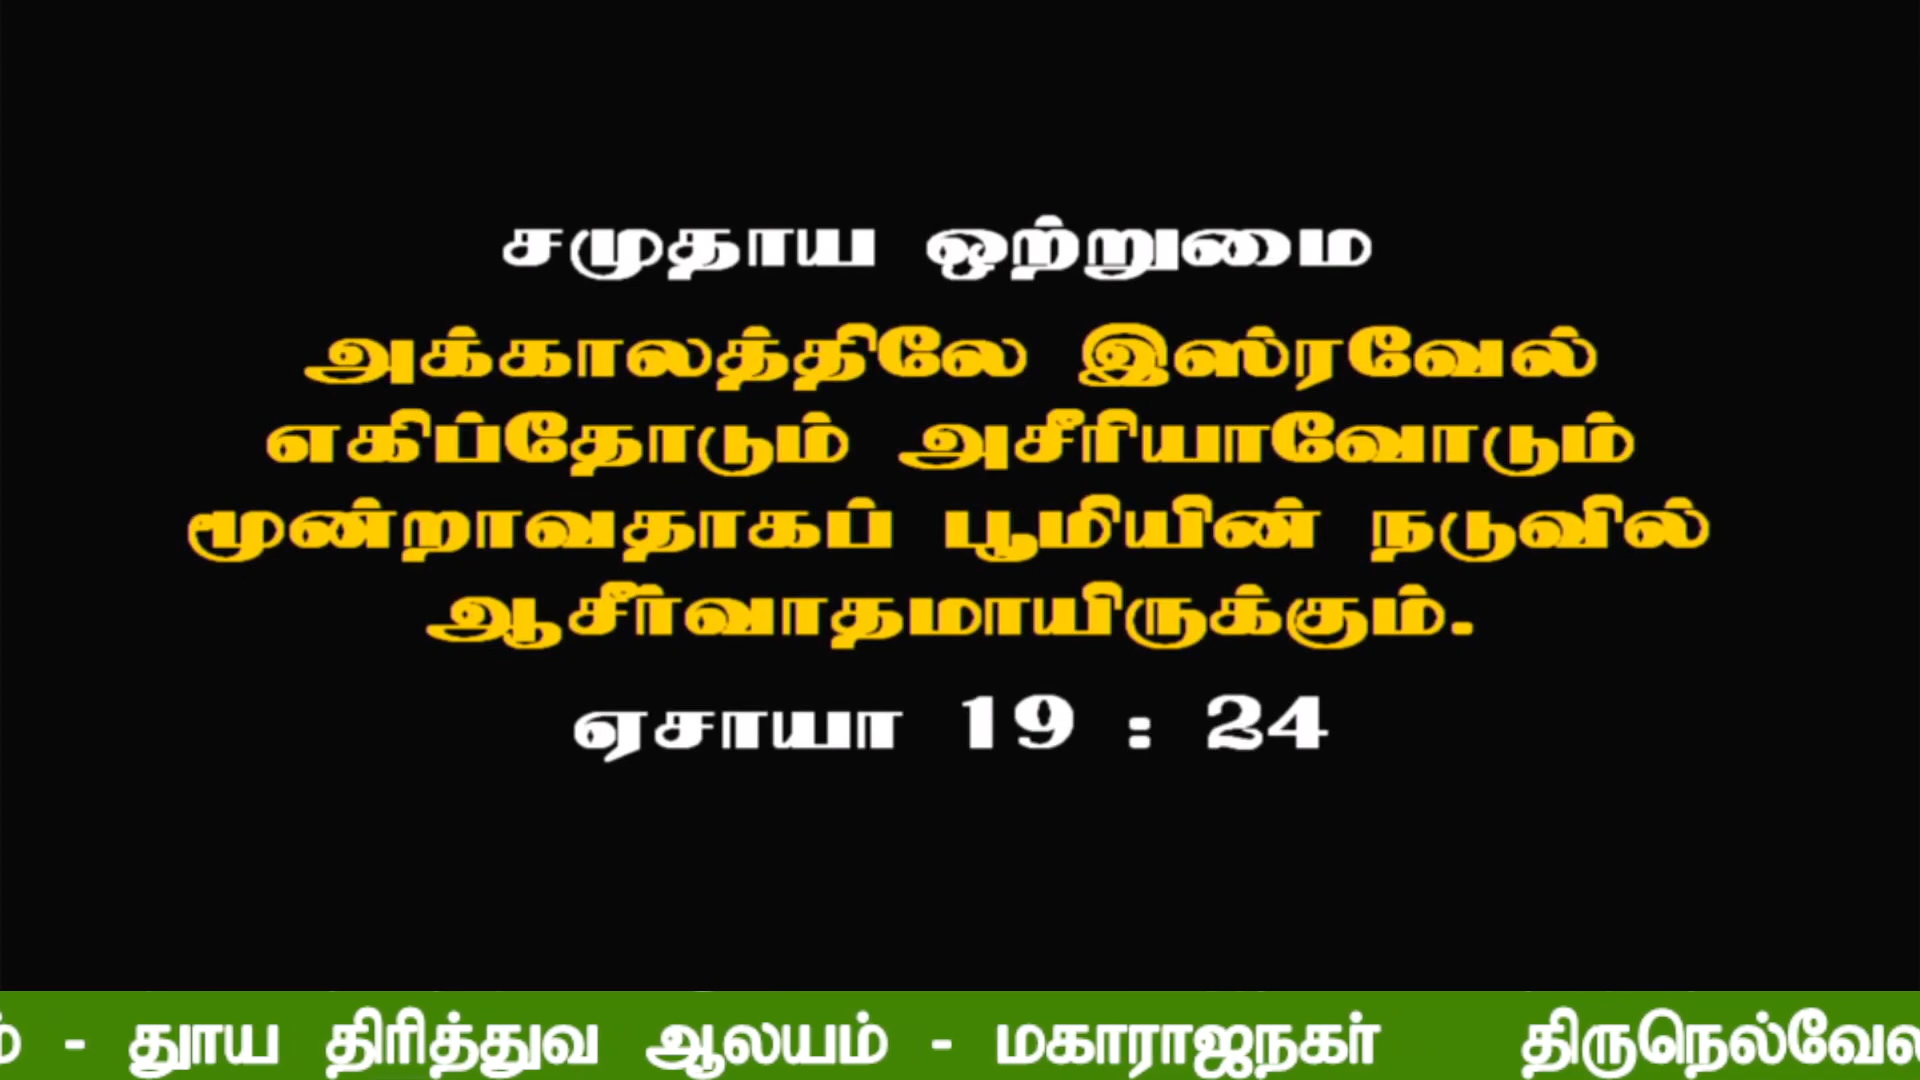 சமுதாய ஒற்றுமை
அக்காலத்திலே இஸ்ரவேல்
எகிப்தோடும் அசீரியாவோடும்
மூன்றாவதாகப் பூமியின் நடுவில்
ஆசீர்வாதமாயிருக்கும்.
ஏசாயா 19 : 24
- தூய திரித்துவ ஆலயம் - மகாராஜநகர்